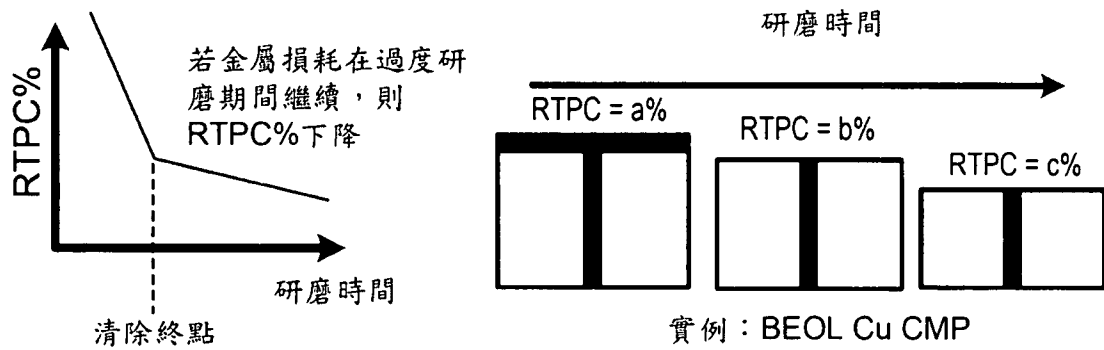 RTPC%
若金屬損耗在過度研
磨期間繼續，則
RTPC%下降
研磨時間
清除終點
研磨時間
RTPC = a%
RTPC = b%
RTPC = c%
實例：BEOL Cu CMP